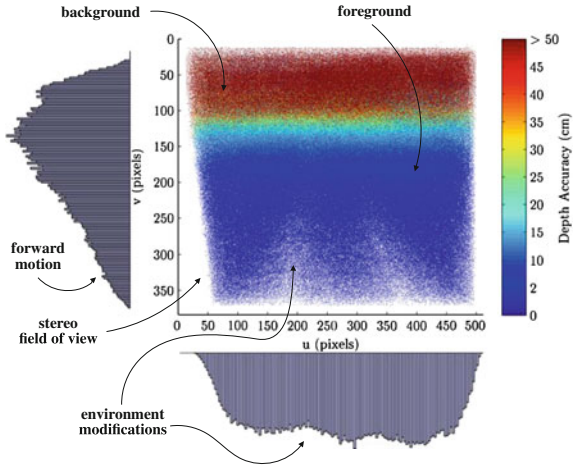 background
foreground
0
50
100
150
200
250
300
350
v (pixels)
0 50 100 150 200 250 300 350 400 450 500
u (pixels)
> 50
45
40
35
30
25
20
15
10
5
2
0
Depth Accuracy (cm)
forward
motion
stereo
field of view
environment
modifications